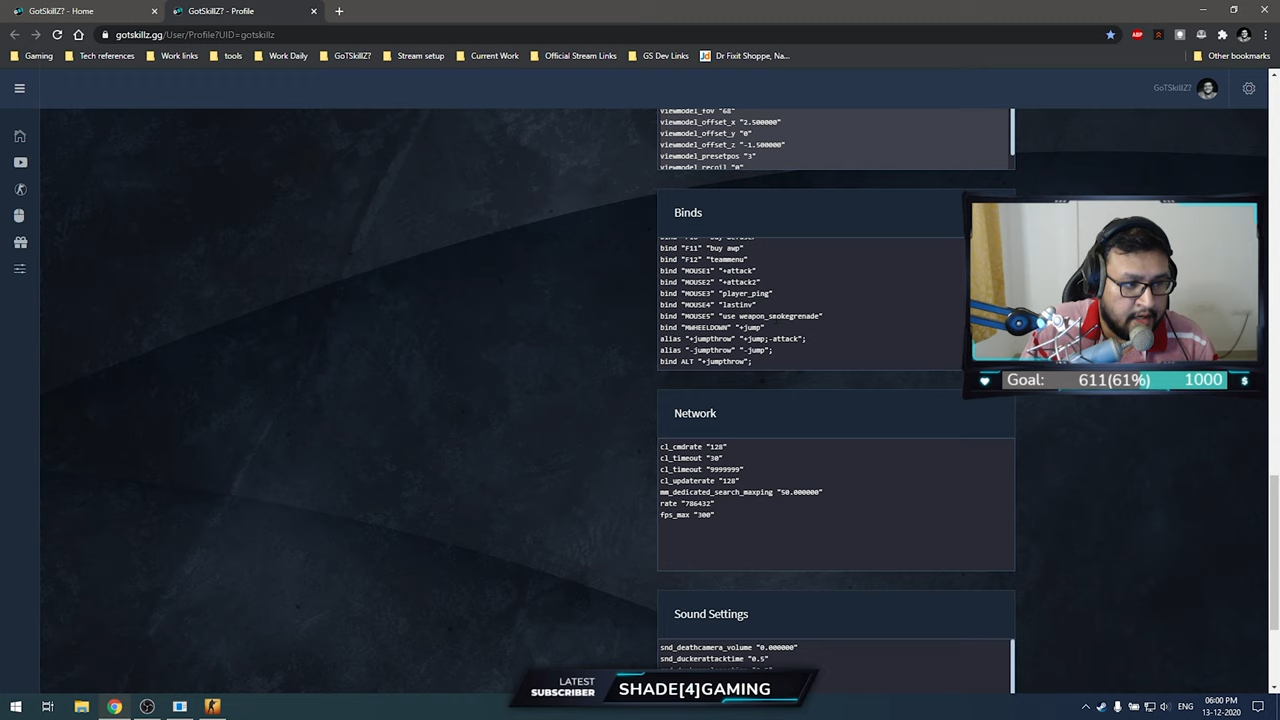 GotSkillZ? - Home
GotSkillZ? - Profile
gotskillz.gg/User/Profile?UID=gotskillz
ABP
Gaming
Tech references
Work links
tools
Work Daily
GoTSkillZ?
Stream setup
Current Work
Official Stream Links
GS Dev Links
Dr Fixit Shoppe, Na...
Other bookmarks
GoTSkillZ?
viewmodel_fov "68"
viewmodel_offset_x "2.500000"
viewmodel_offset_y "0"
viewmodel_offset_z "-1.500000"
viewmodel_presetpos "3"
viewmodel_recoil "0"
Binds
bind "F11" "buy awp"
bind "F12" "teammenu"
bind "MOUSE1" "+attack"
bind "MOUSE2" "+attack2"
bind "MOUSE3" "player_ping"
bind "MOUSE4" "lastinv"
bind "MOUSE5" "use weapon_smokegrenade"
bind "MWHEELDOWN" "+jump"
alias "+jumpthrow" "+jump;-attack";
alias "-jumpthrow" "-jump";
bind ALT "+jumpthrow";
Goal: 611(61%) 1000
$
Network
cl_cmdrate "128"
cl_timeout "30"
cl_timeout "9999999"
cl_updaterate "128"
mm_dedicated_search_maxping "50.000000"
rate "786432"
fps_max "300"
Sound Settings
snd_deathcamera_volume "0.000000"
snd_duckerattacktime "0.5"
LATEST
SUBSCRIBER
SHADE[4]GAMING
ENG
06:00 PM
13-12-2020